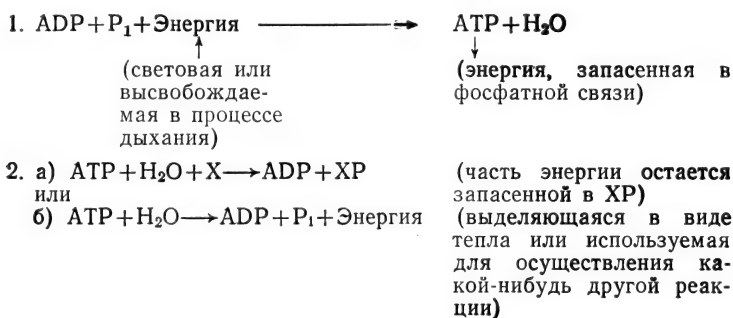 1. ADP+P₁+Энергия ⟶ ATP+H₂O
(световая или
высвобождае-
мая в процессе
дыхания)
(энергия, запасенная в
фосфатной связи)
2. а) ATP+H₂O+X⟶ADP+XP
(часть энергии остается
запасенной в XP)
или
б) ATP+H₂O⟶ADP+P₁+Энергия
(выделяющаяся в виде
тепла или используемая
для осуществления ка-
кой-нибудь другой реак-
ции)